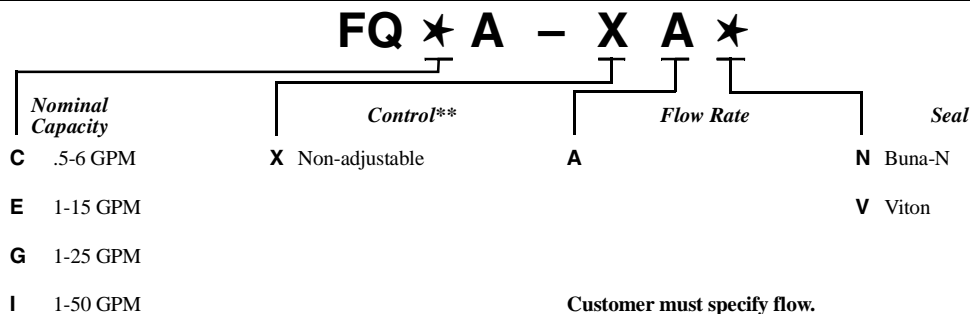 FQ ★ A – X A ★
Nominal Capacity
Control**
Flow Rate
Seal
C .5-6 GPM
X Non-adjustable
A
N Buna-N
E 1-15 GPM
V Viton
G 1-25 GPM
I 1-50 GPM
Customer must specify flow.